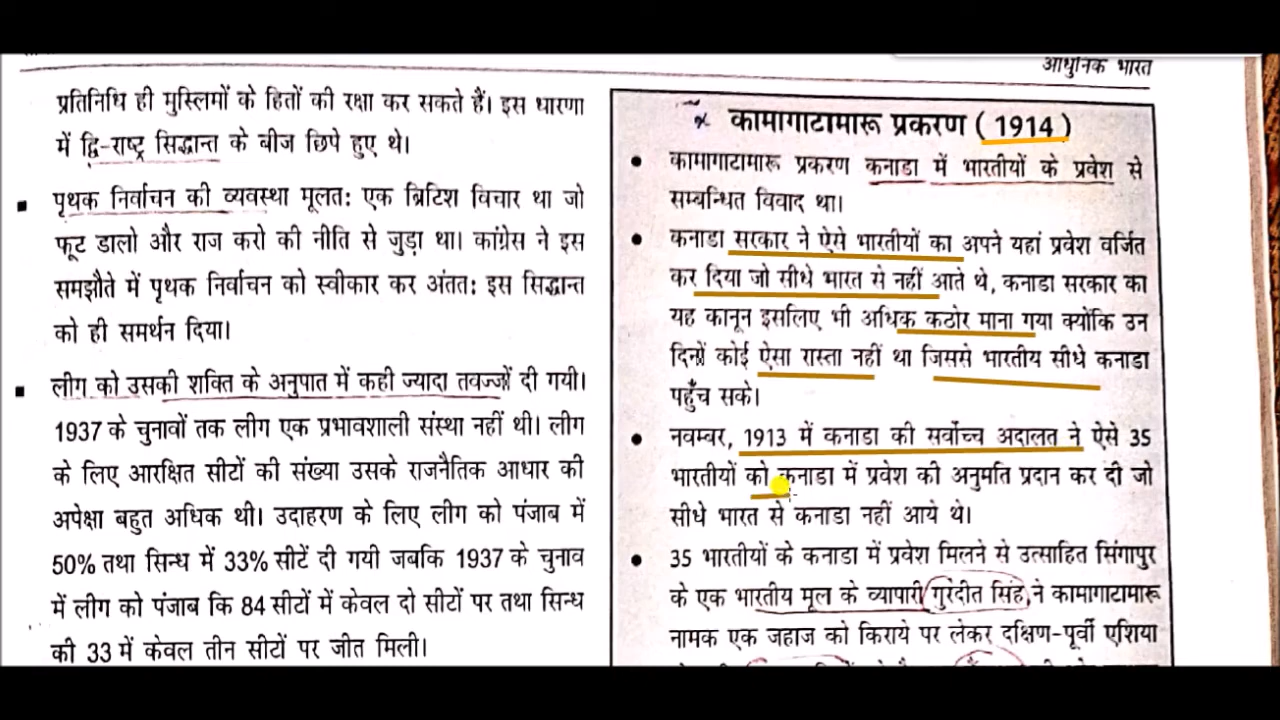 आधुनिक भारत
प्रतिनिधि ही मुस्लिमों के हितों की रक्षा कर सकते हैं। इस धारणा
में द्वि-राष्ट्र सिद्धान्त के बीज छिपे हुए थे।
पृथक निर्वाचन की व्यवस्था मूलत: एक ब्रिटिश विचार था जो
फूट डालो और राज करो की नीति से जुड़ा था। कांग्रेस ने इस
समझौते में पृथक निर्वाचन को स्वीकार कर अंतत: इस सिद्धान्त
को ही समर्थन दिया।
लीग को उसकी शक्ति के अनुपात में कही ज्यादा तवज्जों दी गयी।
1937 के चुनावों तक लीग एक प्रभावशाली संस्था नहीं थी। लीग
के लिए आरक्षित सीटों की संख्या उसके राजनैतिक आधार की
अपेक्षा बहुत अधिक थी। उदाहरण के लिए लीग को पंजाब में
50% तथा सिन्ध में 33% सीटें दी गयी जबकि 1937 के चुनाव
में लीग को पंजाब कि 84 सीटों में केवल दो सीटों पर तथा सिन्ध
की 33 में केवल तीन सीटों पर जीत मिली।
कामागाटामारू प्रकरण (1914)
• कामागाटामारू प्रकरण कनाडा में भारतीयों के प्रवेश से
सम्बन्धित विवाद था।
• कनाडा सरकार ने ऐसे भारतीयों का अपने यहां प्रवेश वर्जित
कर दिया जो सीधे भारत से नहीं आते थे, कनाडा सरकार का
यह कानून इसलिए भी अधिक कठोर माना गया क्योंकि उन
दिनों कोई ऐसा रास्ता नहीं था जिससे भारतीय सीधे कनाडा
पहुँच सके।
• नवम्बर, 1913 में कनाडा की सर्वोच्च अदालत ने ऐसे 35
भारतीयों को कनाडा में प्रवेश की अनुमति प्रदान कर दी जो
सीधे भारत से कनाडा नहीं आये थे।
• 35 भारतीयों के कनाडा में प्रवेश मिलने से उत्साहित सिंगापुर
के एक भारतीय मूल के व्यापारी गुरदीत सिंह ने कामागाटामारू
नामक एक जहाज को किराये पर लेकर दक्षिण-पूर्वी एशिया